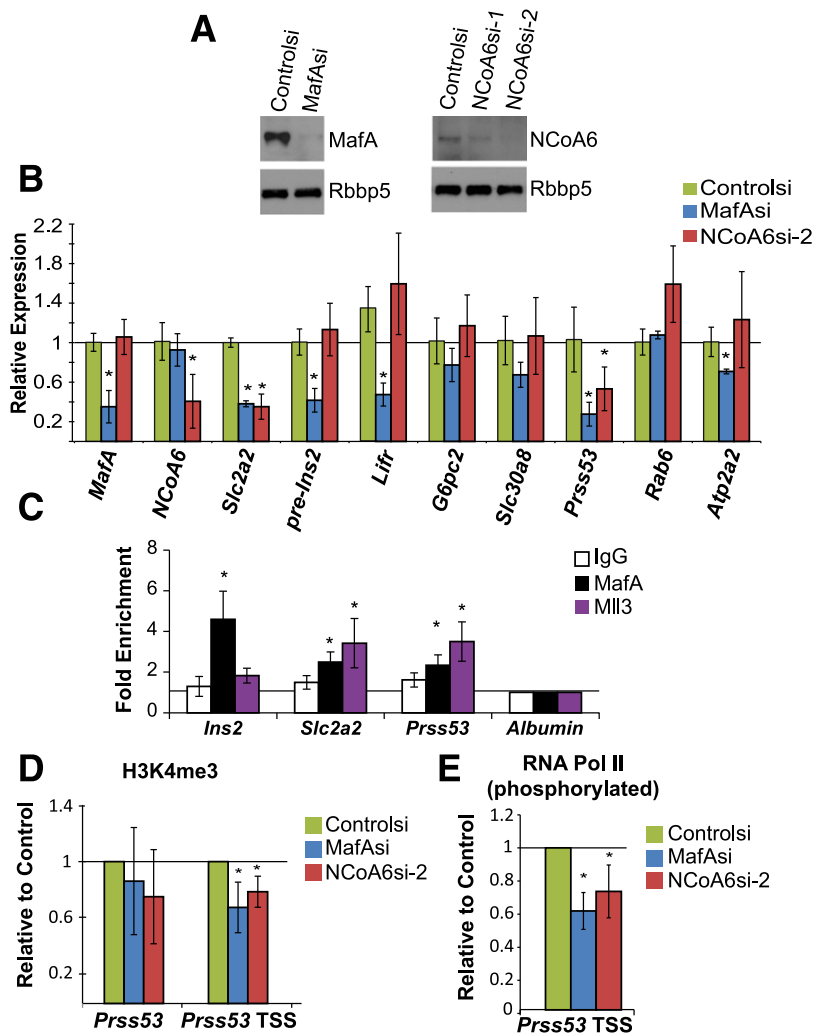 A
Controlsi
MafAsi
Controlsi
NCoA6si-1
NCoA6si-2
MafA
NCoA6
Rbbp5
Rbbp5
B
Controlsi
MafAsi
NCoA6si-2
Relative Expression
2.2
1.8
1.4
1
0.6
0.2
* * * * * * * * * *
MafA
NCoA6
Slc2a2
pre-Ins2
Lifr
G6pc2
Slc30a8
Prss53
Rab6
Atp2a2
C
IgG
MafA
Mll3
Fold Enrichment
8
6
4
2
0
* * * * *
Ins2
Slc2a2
Prss53
Albumin
D
H3K4me3
Controlsi
MafAsi
NCoA6si-2
Relative to Control
1.4
1
0.6
0.2
* *
Prss53
Prss53 TSS
E
RNA Pol II
(phosphorylated)
Controlsi
MafAsi
NCoA6si-2
Relative to Control
1.2
1
0.8
0.6
0.4
0.2
0
* *
Prss53 TSS